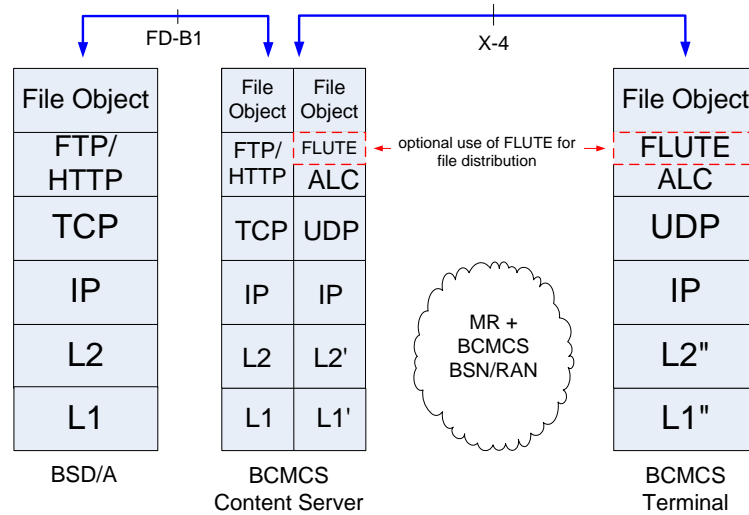 FD-B1
X-4
File Object
FTP/
HTTP
TCP
IP
L2
L1
BSD/A
File
Object
FTP/
HTTP
TCP
IP
L2
L1
File
Object
FLUTE
ALC
UDP
IP
L2'
L1'
BCMCS
Content Server
optional use of FLUTE for
file distribution
MR +
BCMCS
BSN/RAN
File Object
FLUTE
ALC
UDP
IP
L2"
L1"
BCMCS
Terminal